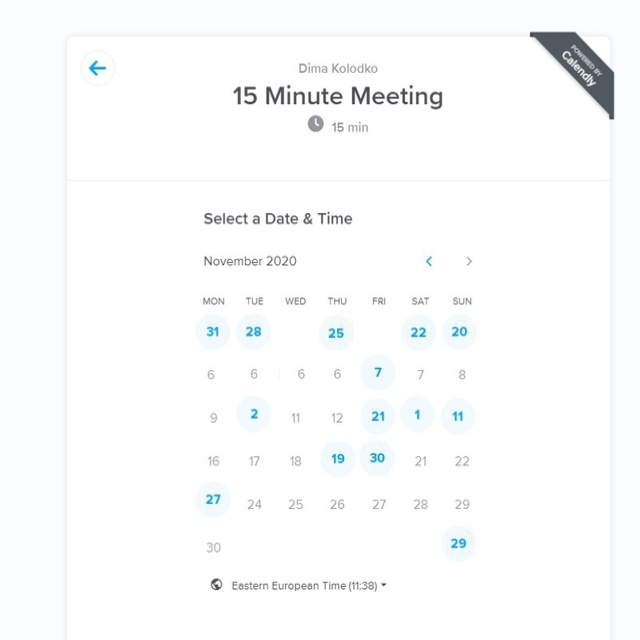 POWERED BY
Calendly
Dima Kolodko
15 Minute Meeting
15 min
Select a Date & Time
November 2020
MON TUE WED THU FRI SAT SUN
31 28 25 22 20
6 6 6 6 7 7 8
9 2 11 12 21 1 11
16 17 18 19 30 21 22
27 24 25 26 27 28 29
30 29
Eastern European Time (11:38)